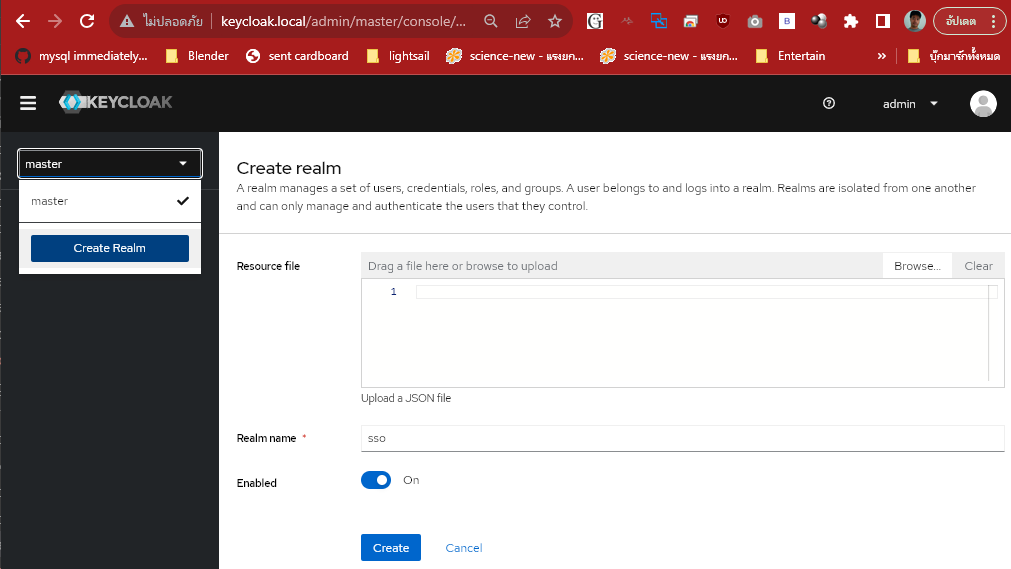 ไม่ปลอดภัย keycloak.local/admin/master/console/... อัปเดต
mysql immediately... Blender sent cardboard lightsail science-new - แรงยก... science-new - แรงยก... Entertain » บุ๊กมาร์กทั้งหมด
KEYCLOAK admin
master
master
Create Realm
Create realm
A realm manages a set of users, credentials, roles, and groups. A user belongs to and logs into a realm. Realms are isolated from one another
and can only manage and authenticate the users that they control.
Resource file Drag a file here or browse to upload Browse... Clear
1
Upload a JSON file
Realm name * sso
Enabled On
Create Cancel